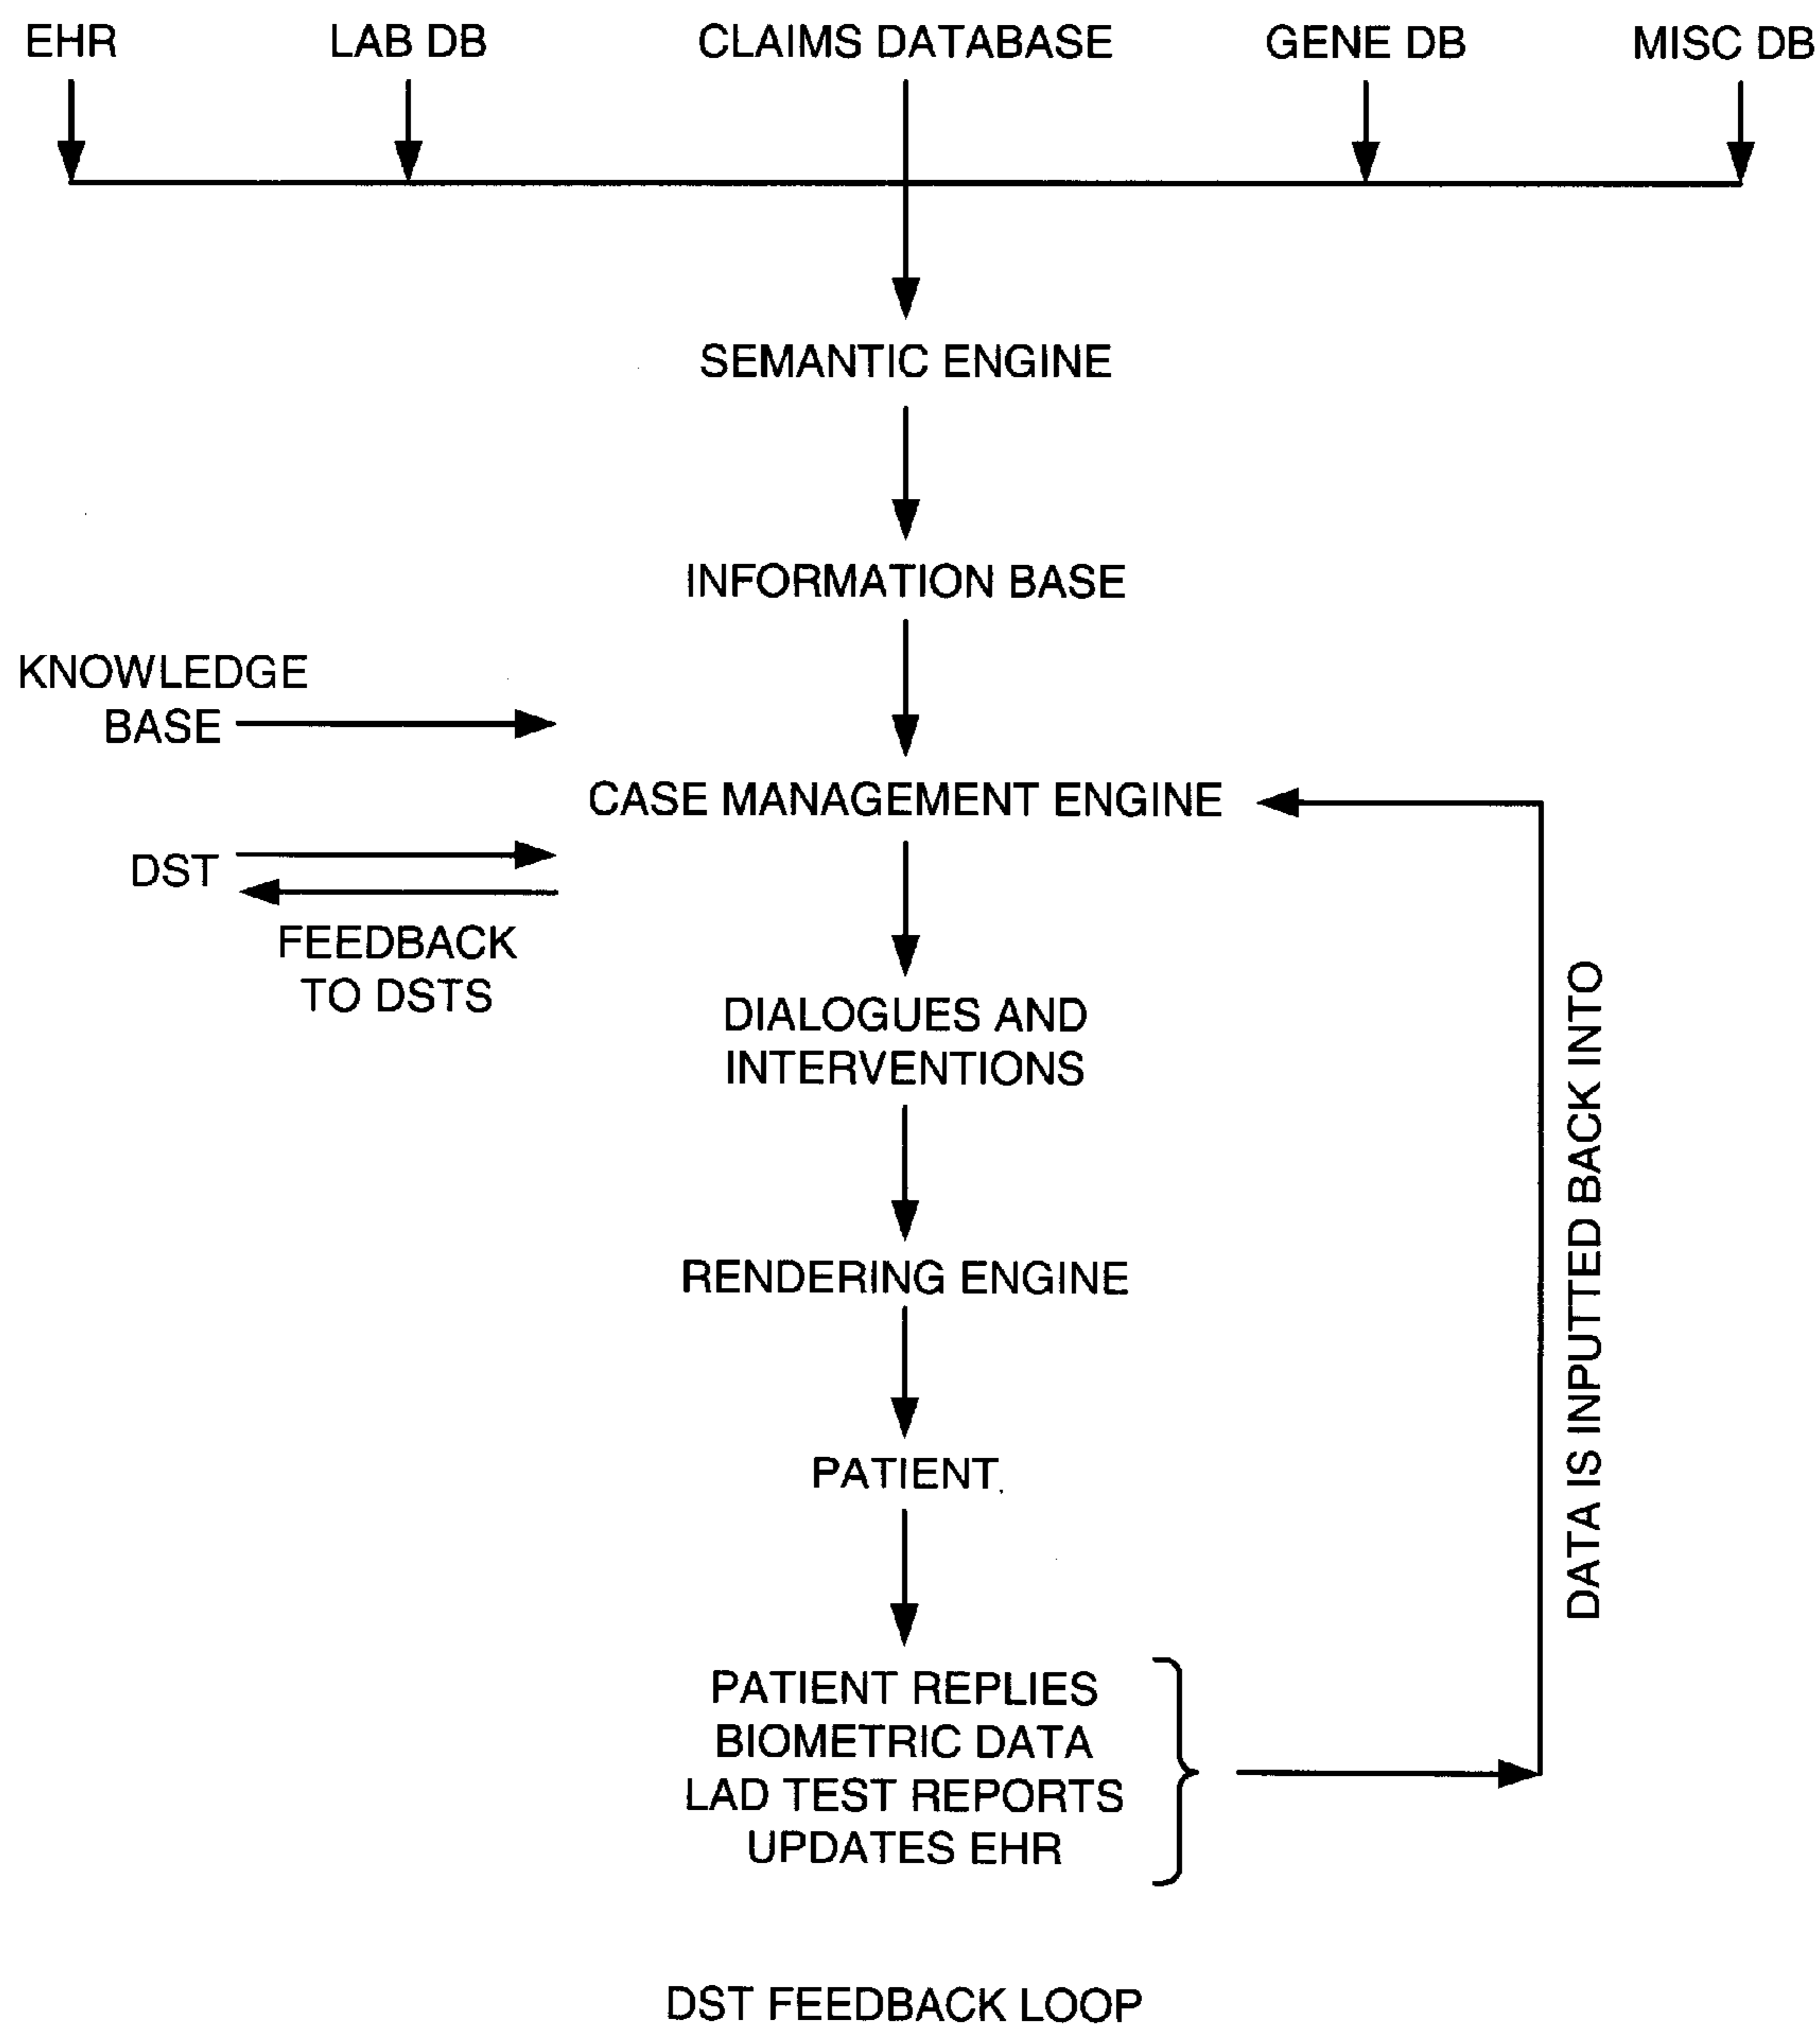 EHR
LAB DB
CLAIMS DATABASE
GENE DB
MISC DB
SEMANTIC ENGINE
INFORMATION BASE
KNOWLEDGE
BASE
CASE MANAGEMENT ENGINE
DST
FEEDBACK
TO DSTS
DIALOGUES AND
INTERVENTIONS
DATA IS INPUTTED BACK INTO
RENDERING ENGINE
PATIENT
PATIENT REPLIES
BIOMETRIC DATA
LAD TEST REPORTS
UPDATES EHR
DST FEEDBACK LOOP